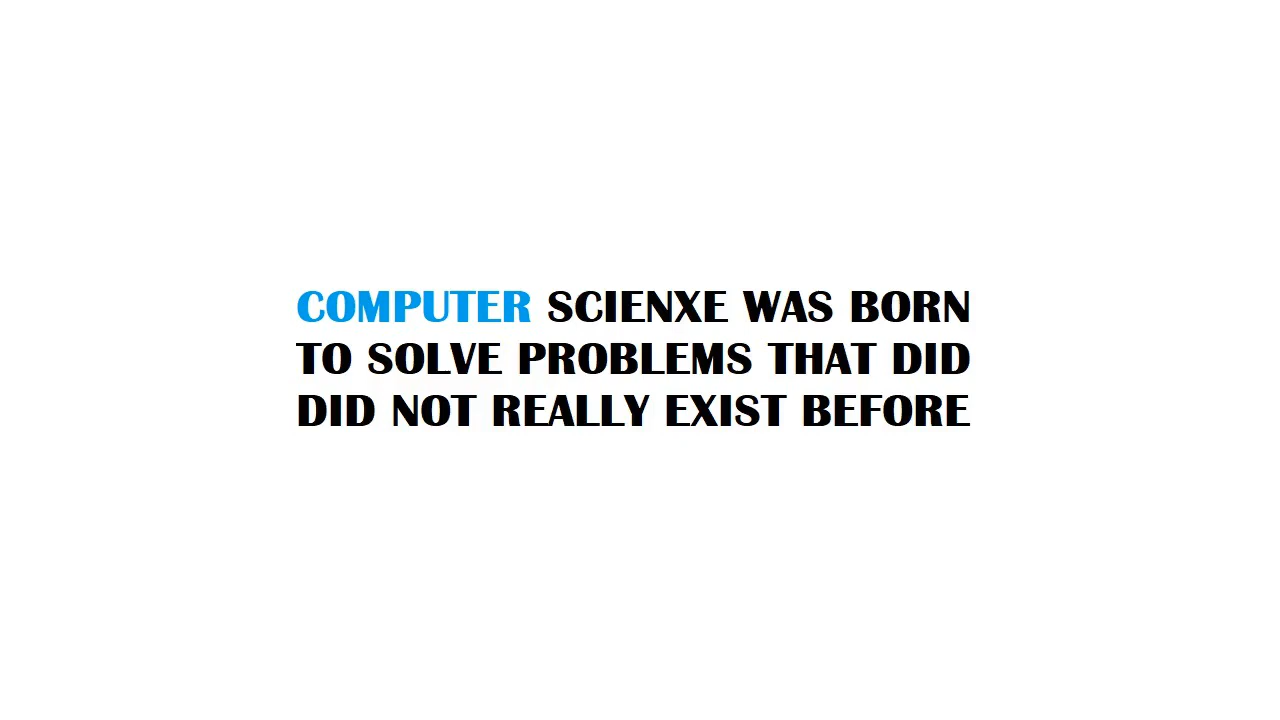 COMPUTER SCIENXE WAS BORN
TO SOLVE PROBLEMS THAT DID
DID NOT REALLY EXIST BEFORE